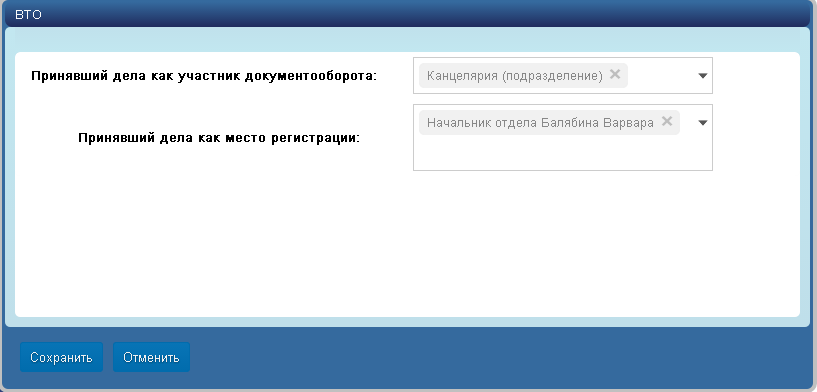 ВТО
Принявший дела как участник документооборота:
Канцелярия (подразделение)
Принявший дела как место регистрации:
Начальник отдела Балябина Варвара
Сохранить
Отменить